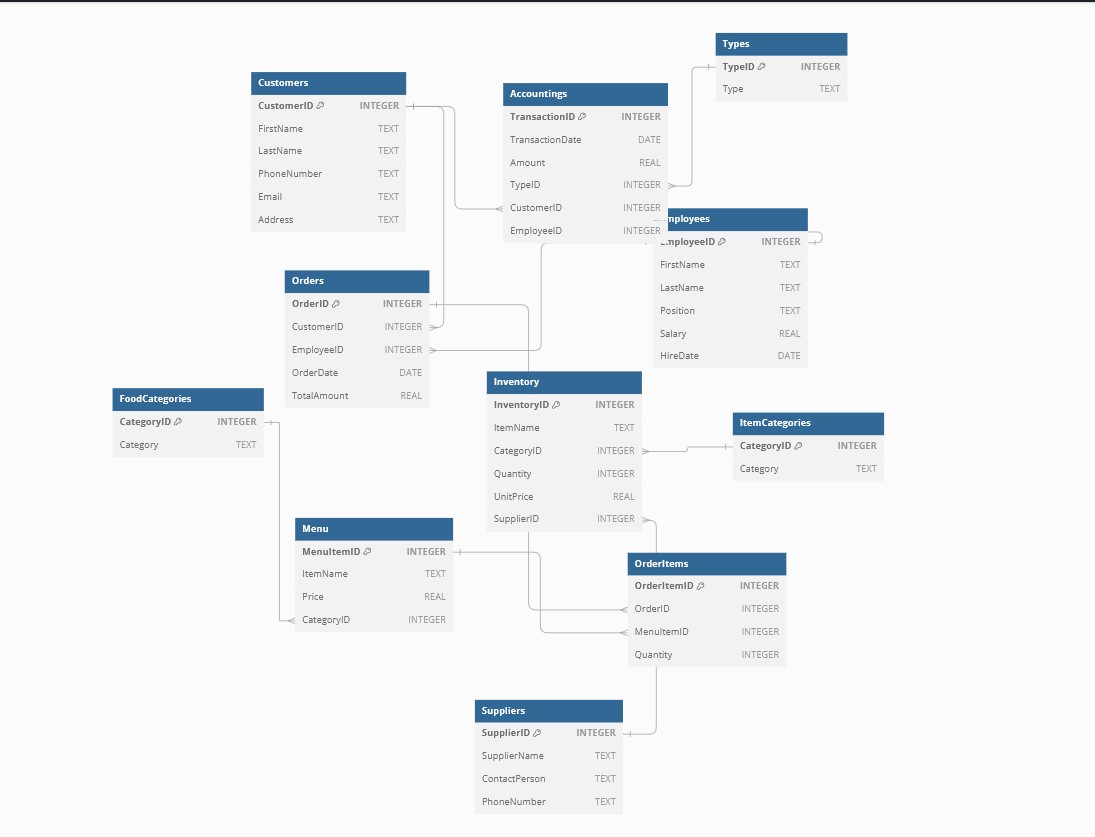 Types
TypeID INTEGER
Type TEXT
Customers
CustomerID INTEGER
FirstName TEXT
LastName TEXT
PhoneNumber TEXT
Email TEXT
Address TEXT
Accountings
TransactionID INTEGER
TransactionDate DATE
Amount REAL
TypeID INTEGER
CustomerID INTEGER
EmployeeID INTEGER
mployees
mployeeID INTEGER
FirstName TEXT
LastName TEXT
Position TEXT
Salary REAL
HireDate DATE
Orders
OrderID INTEGER
CustomerID INTEGER
EmployeeID INTEGER
OrderDate DATE
TotalAmount REAL
FoodCategories
CategoryID INTEGER
Category TEXT
Inventory
InventoryID INTEGER
ItemName TEXT
CategoryID INTEGER
Quantity INTEGER
UnitPrice REAL
SupplierID INTEGER
ItemCategories
CategoryID INTEGER
Category TEXT
Menu
MenuItemID INTEGER
ItemName TEXT
Price REAL
CategoryID INTEGER
OrderItems
OrderItemID INTEGER
OrderID INTEGER
MenuItemID INTEGER
Quantity INTEGER
Suppliers
SupplierID INTEGER
SupplierName TEXT
ContactPerson TEXT
PhoneNumber TEXT